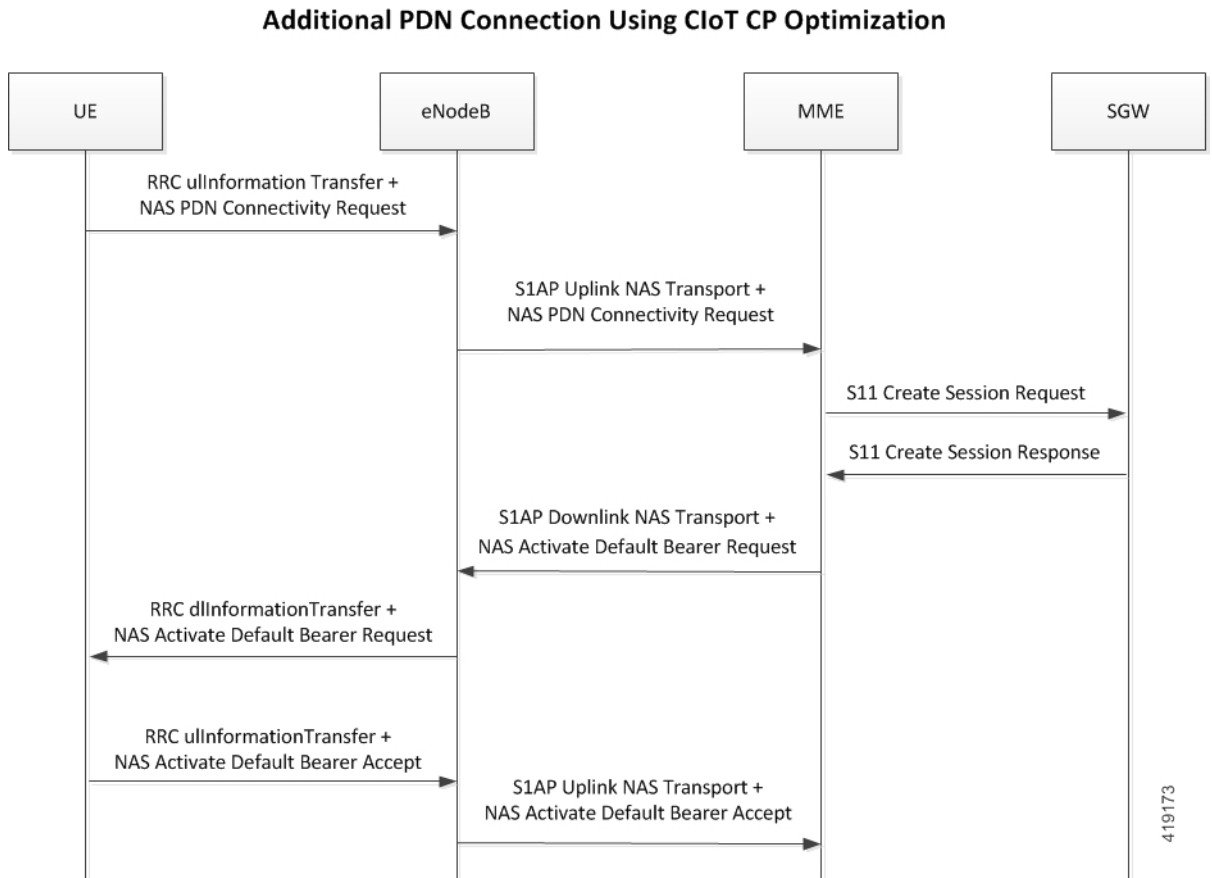 Additional PDN Connection Using CIoT CP Optimization
UE
eNodeB
MME
SGW
RRC ulInformation Transfer +
NAS PDN Connectivity Request
S1AP Uplink NAS Transport +
NAS PDN Connectivity Request
S11 Create Session Request
S11 Create Session Response
S1AP Downlink NAS Transport +
NAS Activate Default Bearer Request
RRC dlInformationTransfer +
NAS Activate Default Bearer Request
RRC ulInformationTransfer +
NAS Activate Default Bearer Accept
S1AP Uplink NAS Transport +
NAS Activate Default Bearer Accept
419173